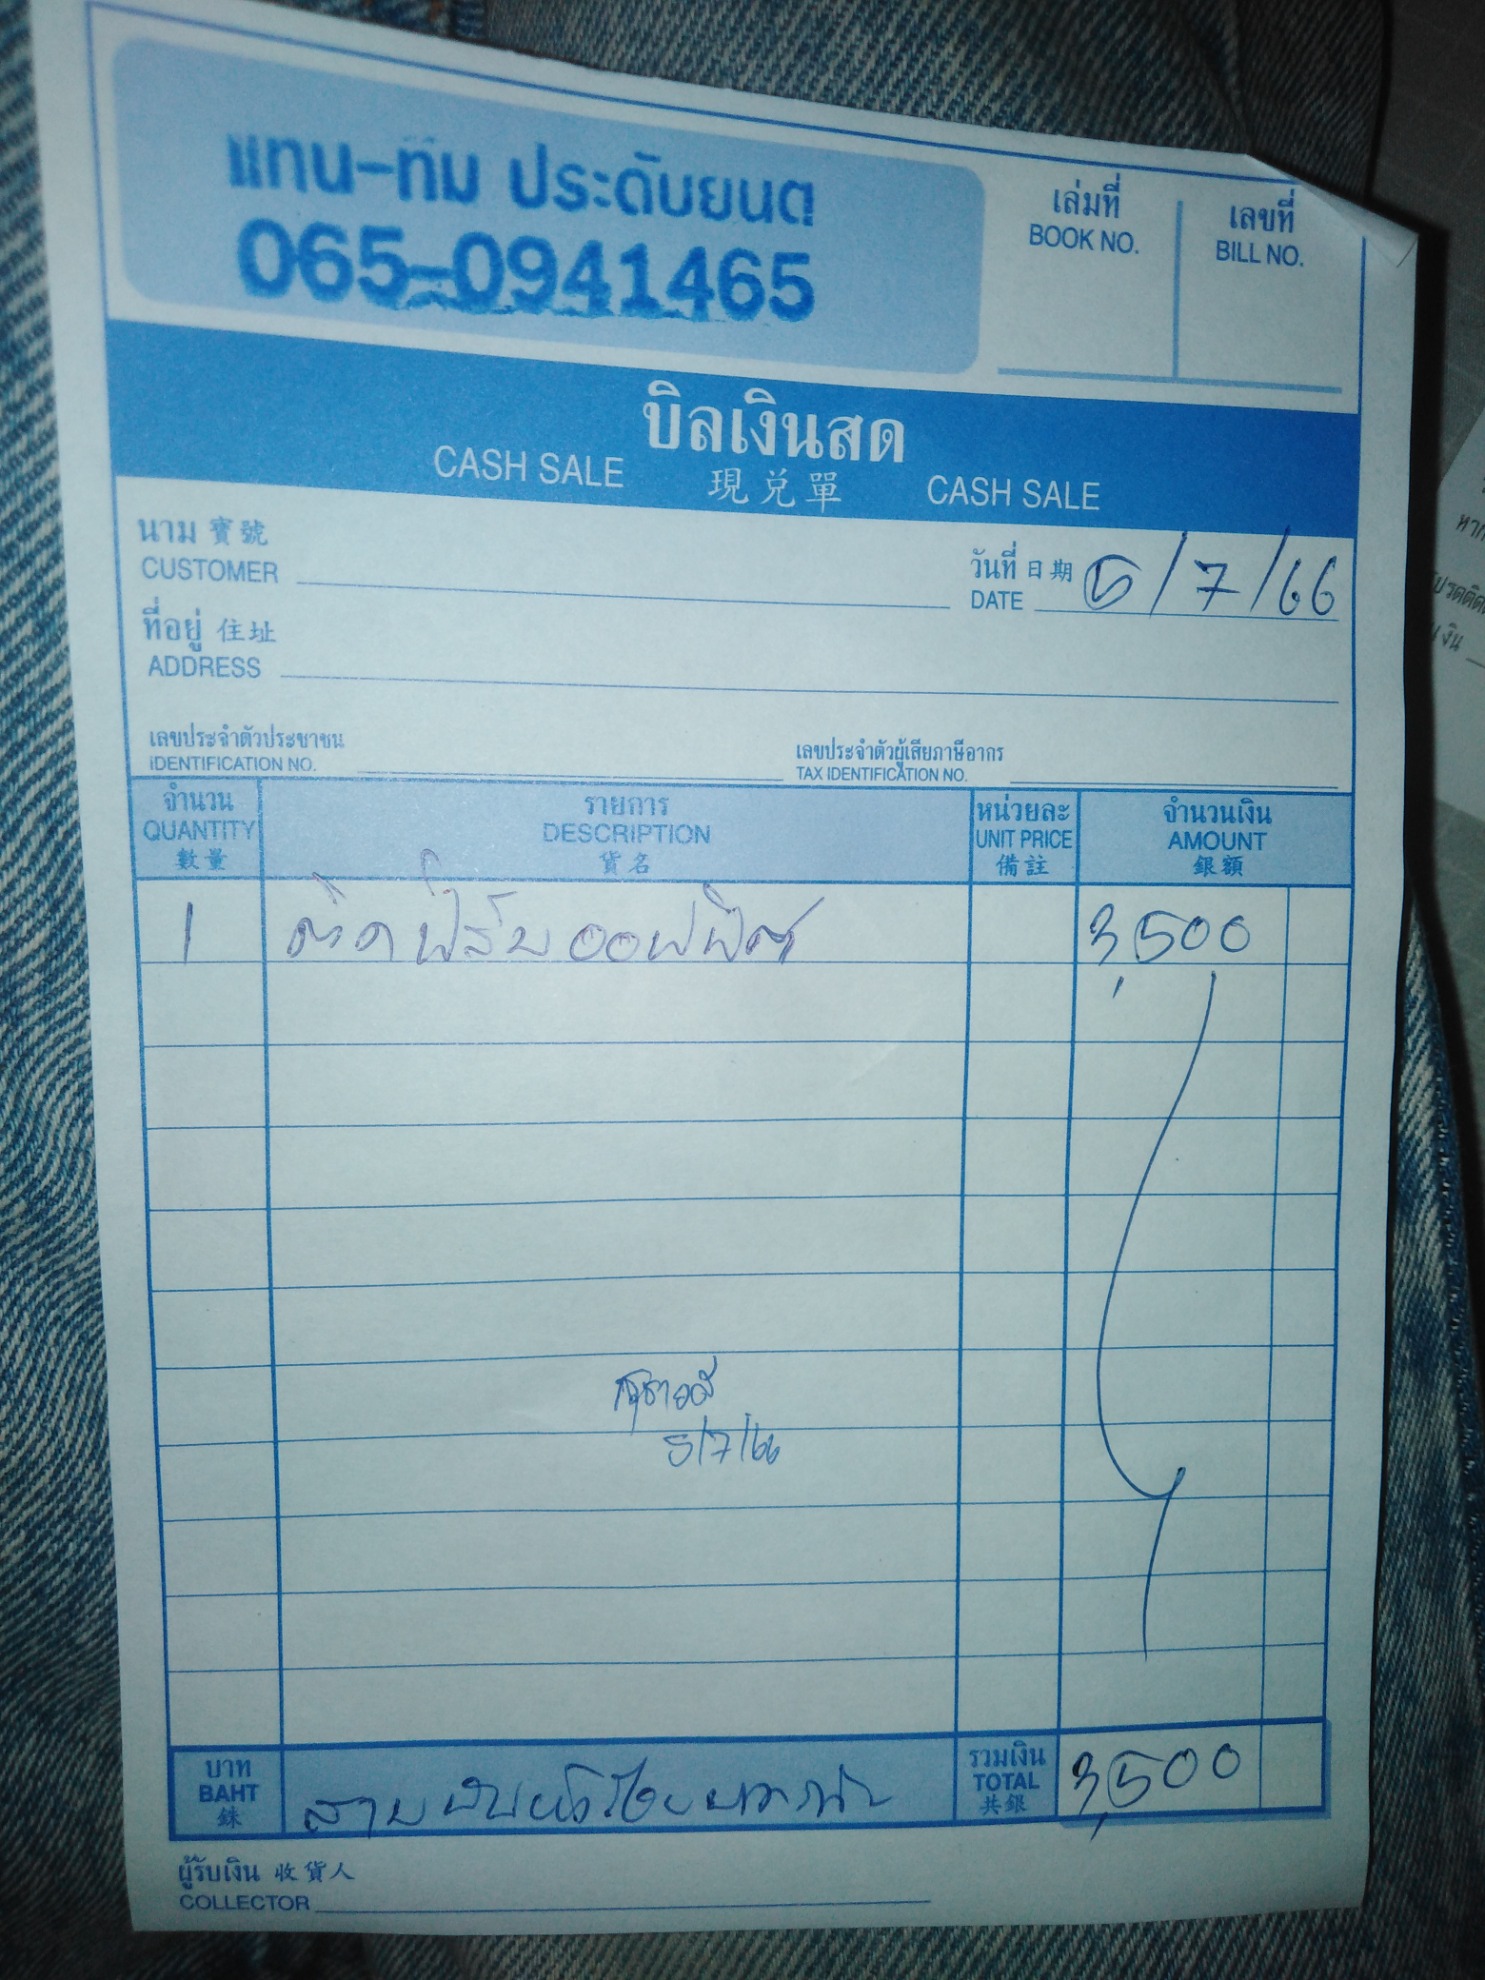 แทน-ทีม ประดับยนต์
065-0941465
เล่มที่
BOOK NO.
เลขที่
BILL NO.
บิลเงินสด
CASH SALE 現兌單 CASH SALE
นาม 寶號
CUSTOMER
วันที่ 日期
DATE 5/7/66
ที่อยู่ 住址
ADDRESS
เลขประจำตัวประชาชน
IDENTIFICATION NO.
เลขประจำตัวผู้เสียภาษีอากร
TAX IDENTIFICATION NO.
จำนวน
QUANTITY
數量
รายการ
DESCRIPTION
貨名
หน่วยละ
UNIT PRICE
備註
จำนวนเงิน
AMOUNT
銀額
1 ติดฟิล์มออฟฟิศ 3,500
5/7/66
บาท
BAHT
銖
สามพันห้าร้อยบาทถ้วน
รวมเงิน
TOTAL
共銀
3,500
ผู้รับเงิน 收貨人
COLLECTOR